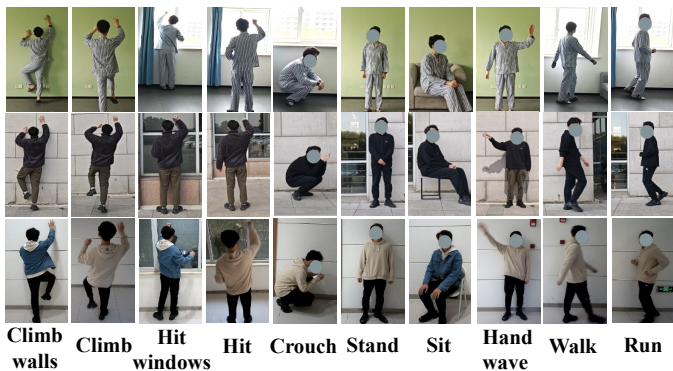 Climb walls
Climb
Hit windows
Hit
Crouch
Stand
Sit
Hand wave
Walk
Run